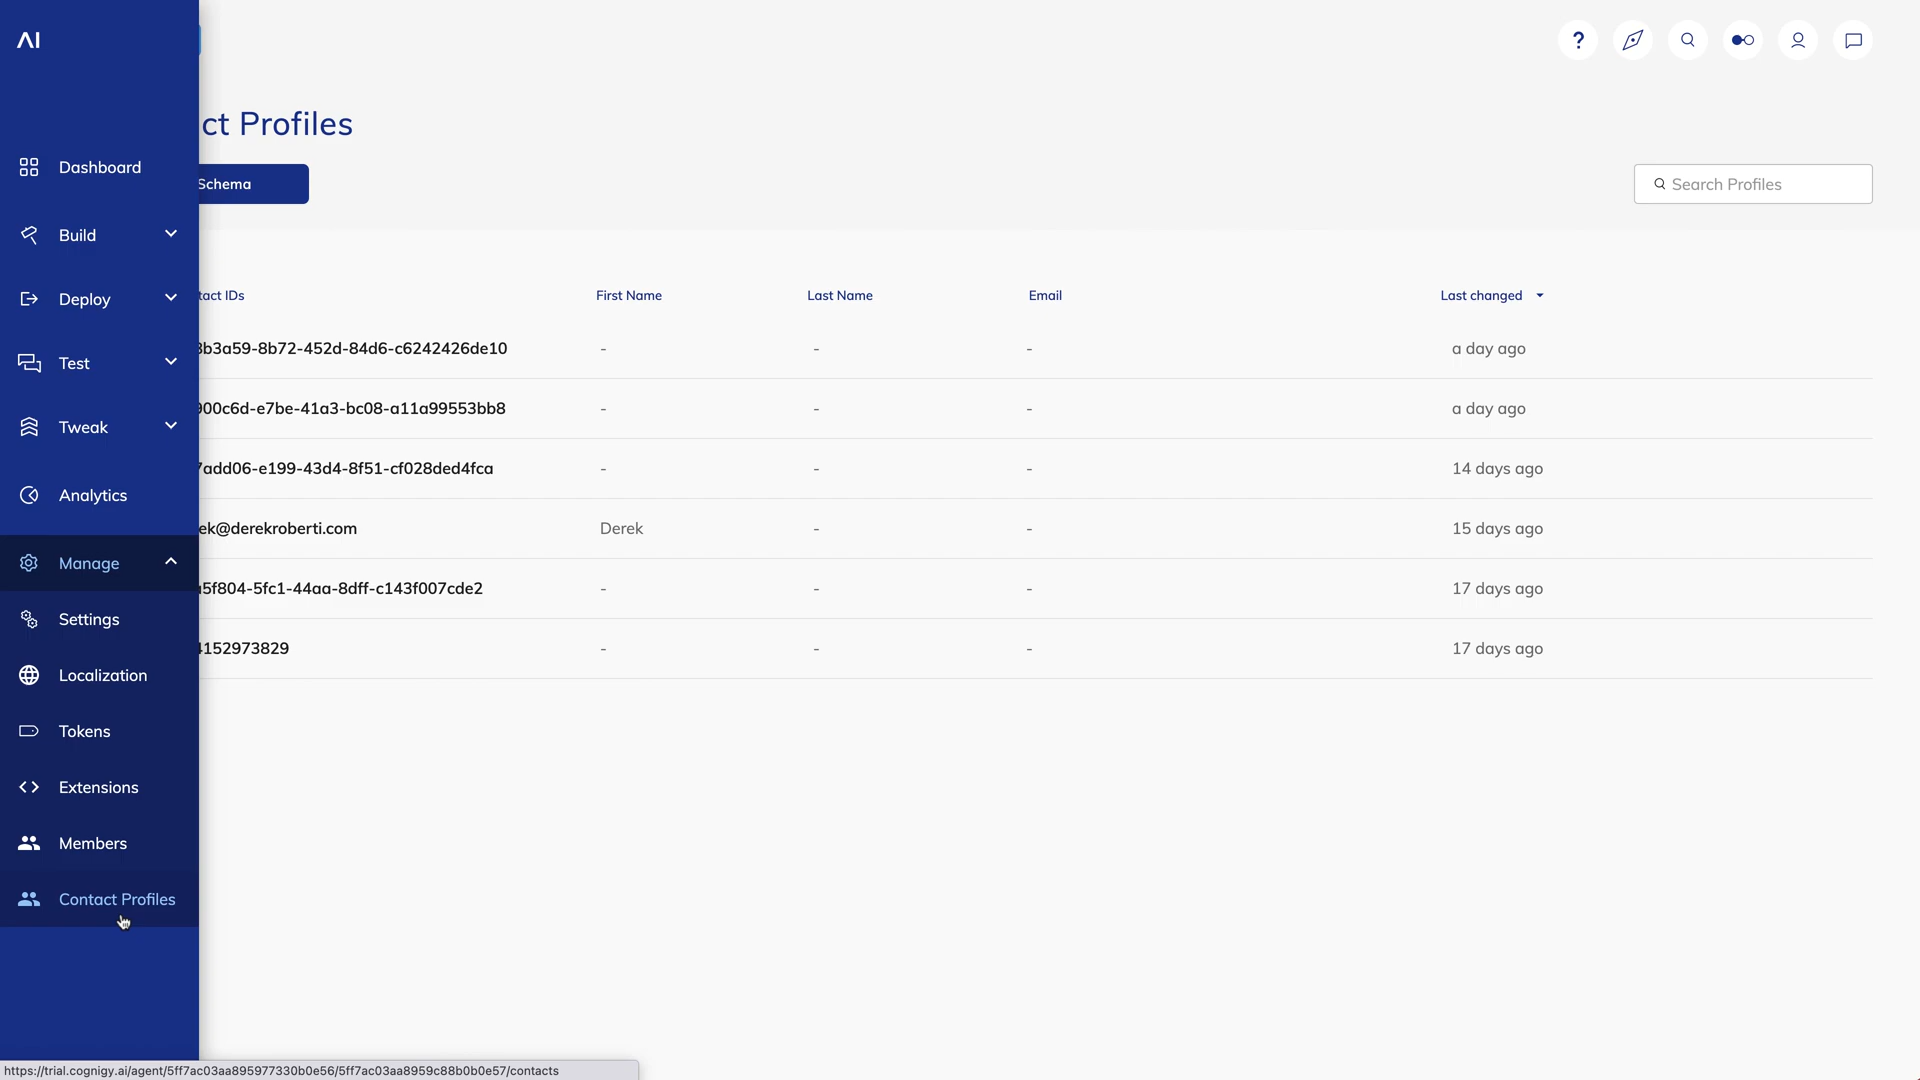 AI
ct Profiles
Dashboard
Schema
Search Profiles
Build
Deploy
tact IDs
First Name
Last Name
Email
Last changed
3b3a59-8b72-452d-84d6-c6242426de10
-
-
-
a day ago
Test
900c6d-e7be-41a3-bc08-a11a99553bb8
-
-
-
a day ago
Tweak
7add06-e199-43d4-8f51-cf028ded4fca
-
-
-
14 days ago
Analytics
ek@derekroberti.com
Derek
-
-
15 days ago
Manage
a5f804-5fc1-44aa-8dff-c143f007cde2
-
-
-
17 days ago
Settings
4152973829
-
-
-
17 days ago
Localization
Tokens
Extensions
Members
Contact Profiles
https://trial.cognigy.ai/agent/5ff7ac03aa895977330b0e56/5ff7ac03aa8959c88b0b0e57/contacts